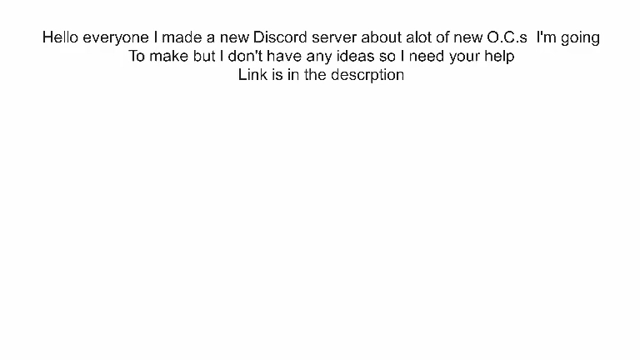 Hello everyone I made a new Discord server about alot of new O.C.s  I'm going
To make but I don't have any ideas so I need your help
Link is in the descrption